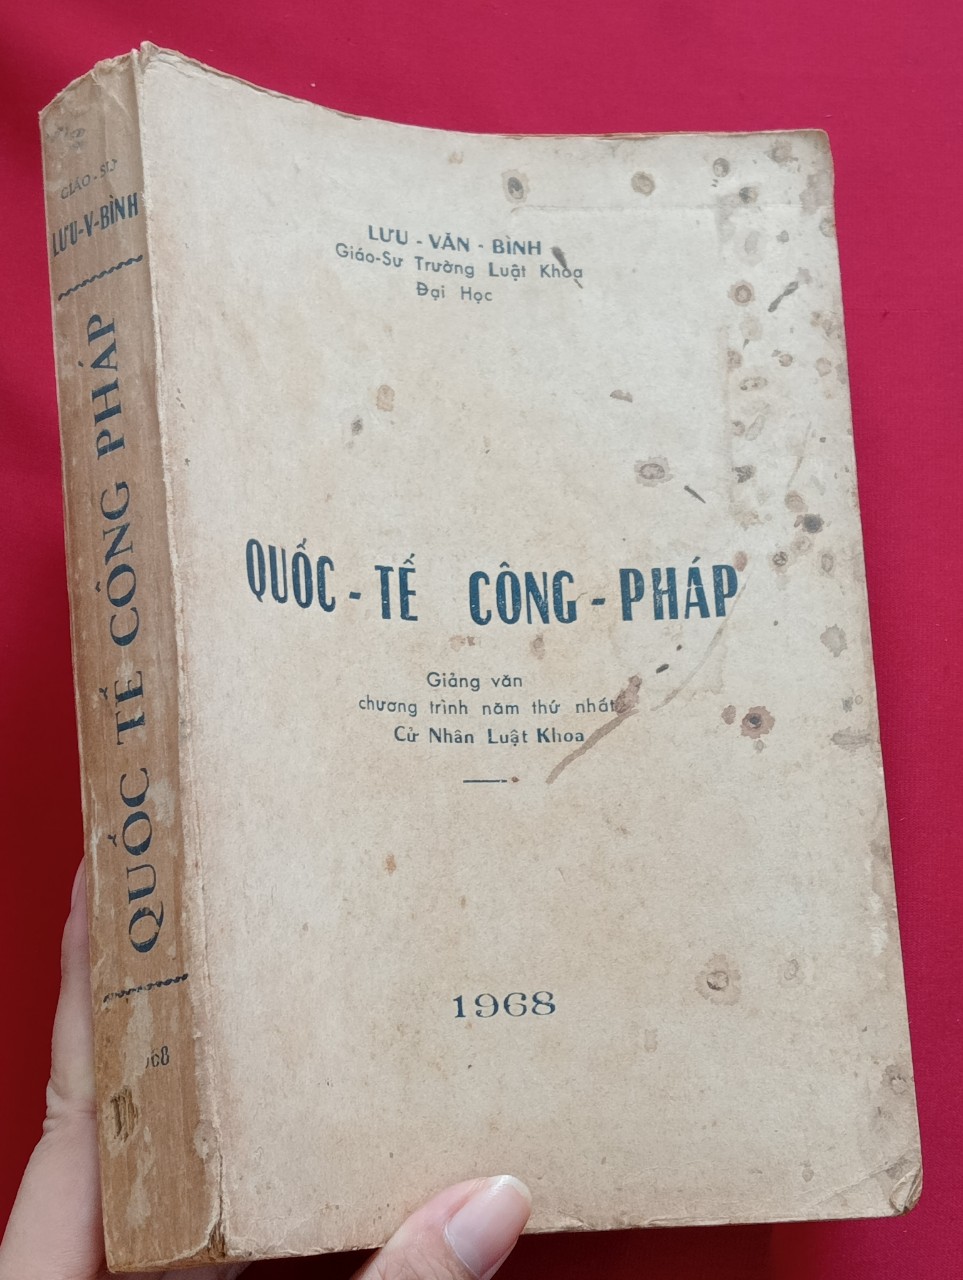 GIÁO-SƯ
LƯU-V-BÌNH
QUỐC TẾ CÔNG PHÁP
LƯU - VĂN - BÌNH
Giáo-Sư Trường Luật Khoa
Đại Học
QUỐC - TẾ CÔNG - PHÁP
Giảng văn
chương trình năm thứ nhất
Cử Nhân Luật Khoa
1968